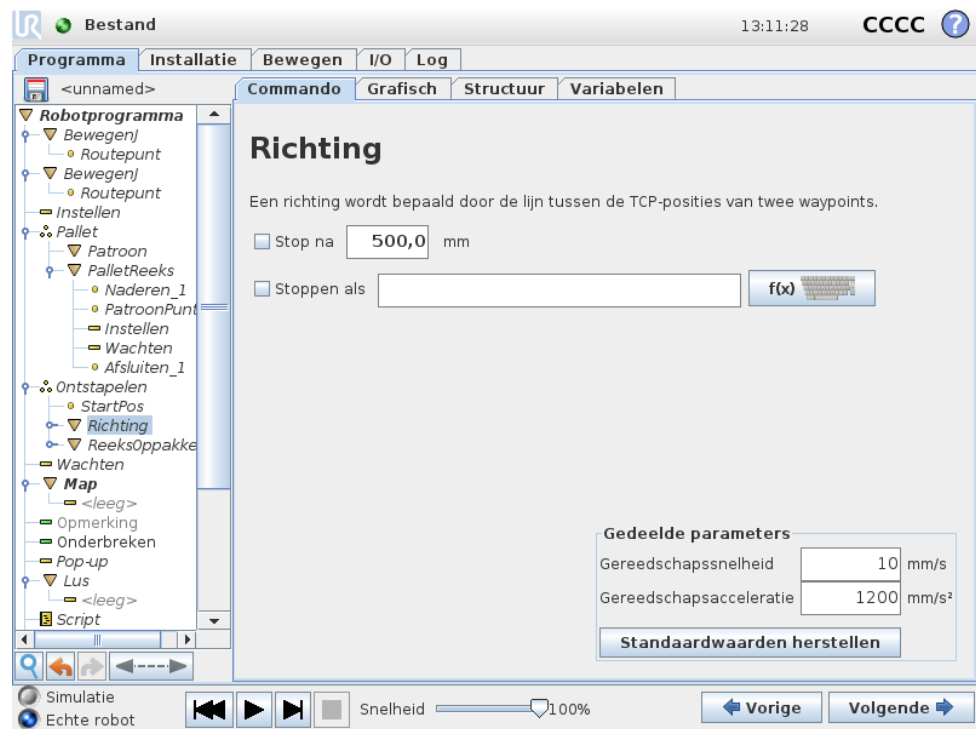 UR Bestand 13:11:28 CCCC ?
Programma Installatie Bewegen I/O Log
<unnamed>
Commando Grafisch Structuur Variabelen
Robotprogramma
BewegenJ
Routepunt
BewegenJ
Routepunt
Instellen
Pallet
Patroon
PalletReeks
Naderen_1
PatroonPunt
Instellen
Wachten
Afsluiten_1
Ontstapelen
StartPos
Richting
ReeksOppakke
Wachten
Map
<leeg>
Opmerking
Onderbreken
Pop-up
Lus
<leeg>
Script
Richting
Een richting wordt bepaald door de lijn tussen de TCP-posities van twee waypoints.
Stop na 500,0 mm
Stoppen als f(x)
Gedeelde parameters
Gereedschapssnelheid 10 mm/s
Gereedschapsacceleratie 1200 mm/s²
Standaardwaarden herstellen
Simulatie
Echte robot
Snelheid 100%
Vorige Volgende